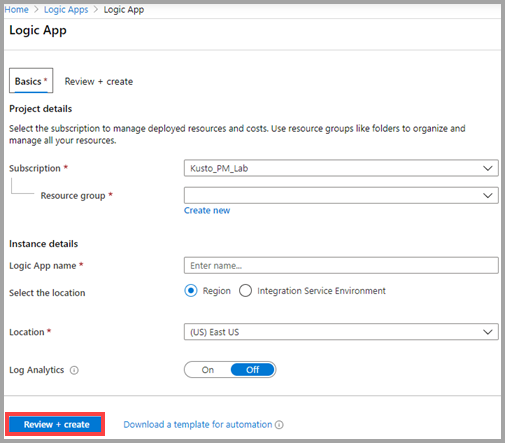 Home > Logic Apps > Logic App
Logic App
Basics * Review + create
Project details
Select the subscription to manage deployed resources and costs. Use resource groups like folders to organize and
manage all your resources.
Subscription * Kusto_PM_Lab
Resource group *
Create new
Instance details
Logic App name * Enter name...
Select the location Region Integration Service Environment
Location * (US) East US
Log Analytics On Off
Review + create Download a template for automation